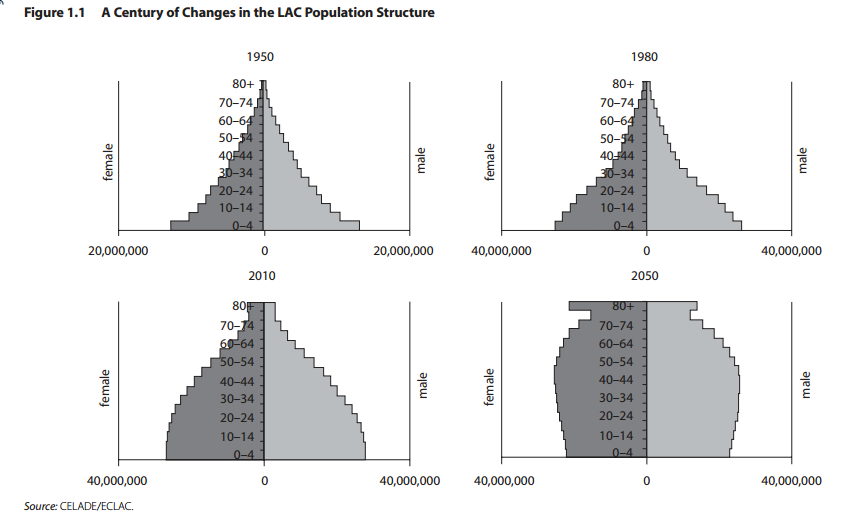 Figure 1.1 A Century of Changes in the LAC Population Structure
1950
80+
70–74
60–64
50–54
40–44
30–34
20–24
10–14
0–4
female
male
20,000,000 0 20,000,000
1980
80+
70–74
60–64
50–54
40–44
30–34
20–24
10–14
0–4
female
male
40,000,000 0 40,000,000
2010
80+
70–74
60–64
50–54
40–44
30–34
20–24
10–14
0–4
female
male
40,000,000 0 40,000,000
2050
80+
70–74
60–64
50–54
40–44
30–34
20–24
10–14
0–4
female
male
40,000,000 0 40,000,000
Source: CELADE/ECLAC.